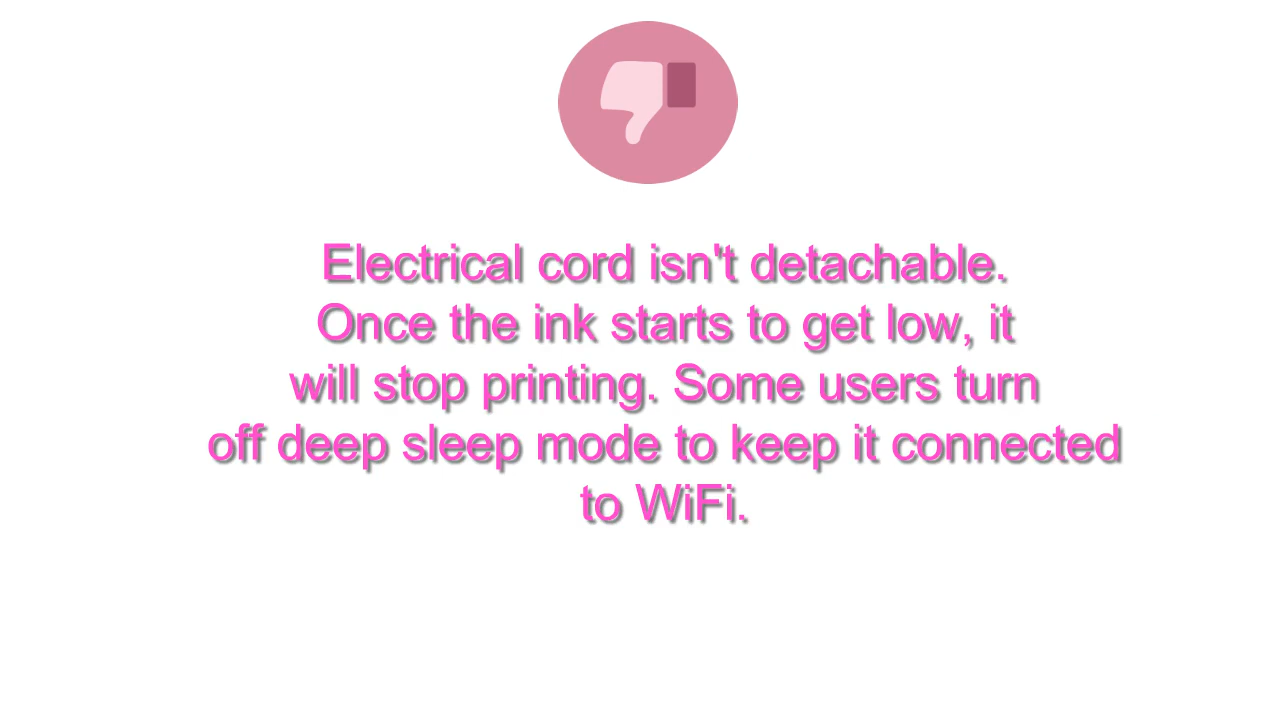 Electrical cord isn't detachable.
Once the ink starts to get low, it
will stop printing. Some users turn
off deep sleep mode to keep it connected
to WiFi.